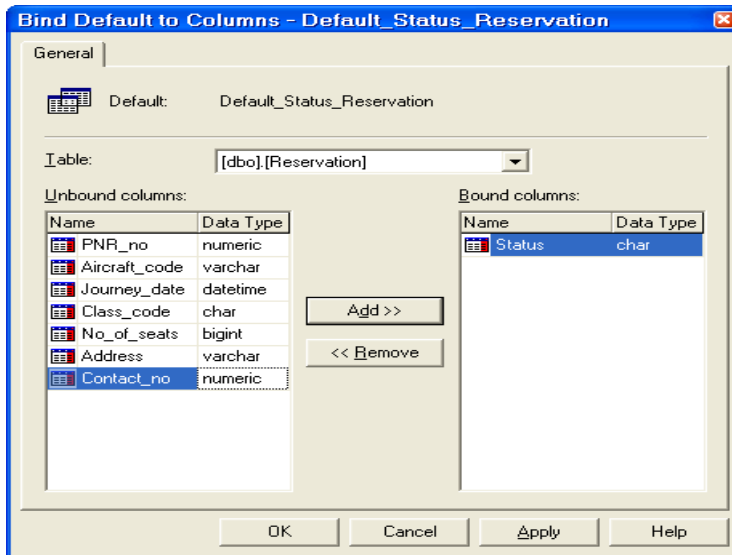 Bind Default to Columns - Default_Status_Reservation
General
Default: Default_Status_Reservation
Table: [dbo].[Reservation]
Unbound columns:
Name Data Type
PNR_no numeric
Aircraft_code varchar
Journey_date datetime
Class_code char
No_of_seats bigint
Address varchar
Contact_no numeric
Add >>
<< Remove
Bound columns:
Name Data Type
Status char
OK Cancel Apply Help